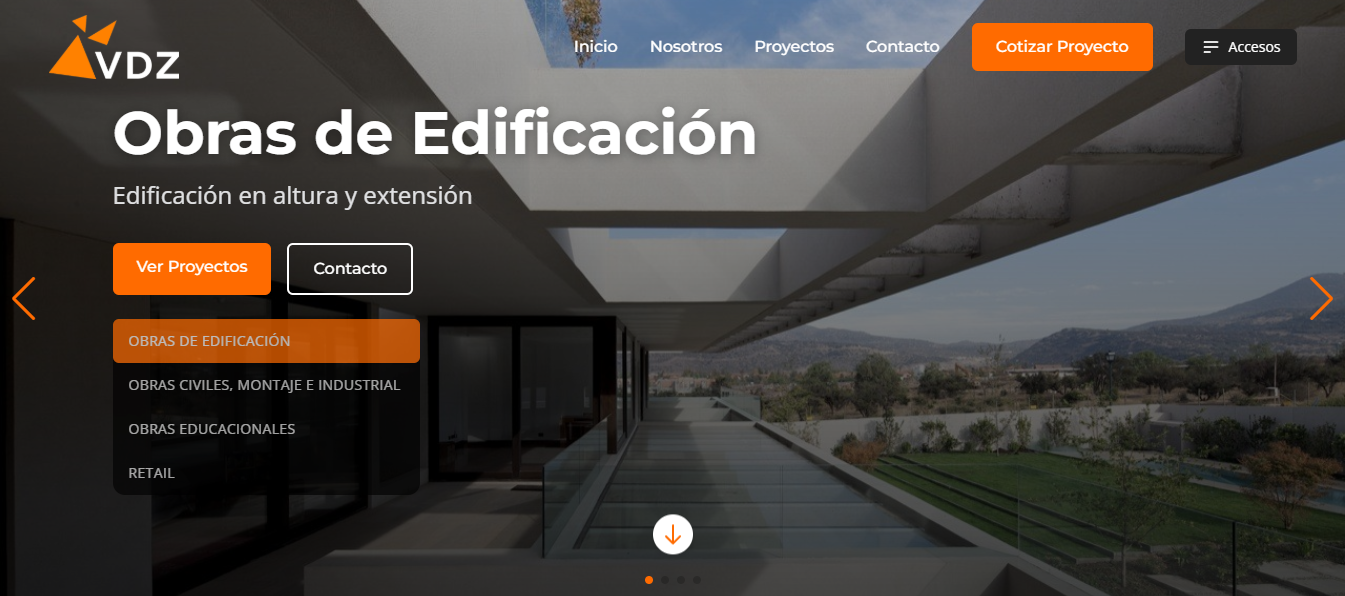 VDZ
Inicio
Nosotros
Proyectos
Contacto
Cotizar Proyecto
Accesos
Obras de Edificación
Edificación en altura y extensión
Ver Proyectos
Contacto
OBRAS DE EDIFICACIÓN
OBRAS CIVILES, MONTAJE E INDUSTRIAL
OBRAS EDUCACIONALES
RETAIL